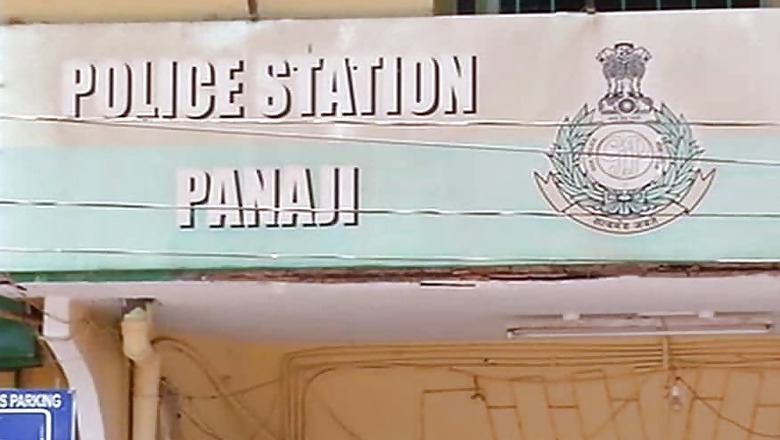 POLICE STATION
PANAJI
S PARKING